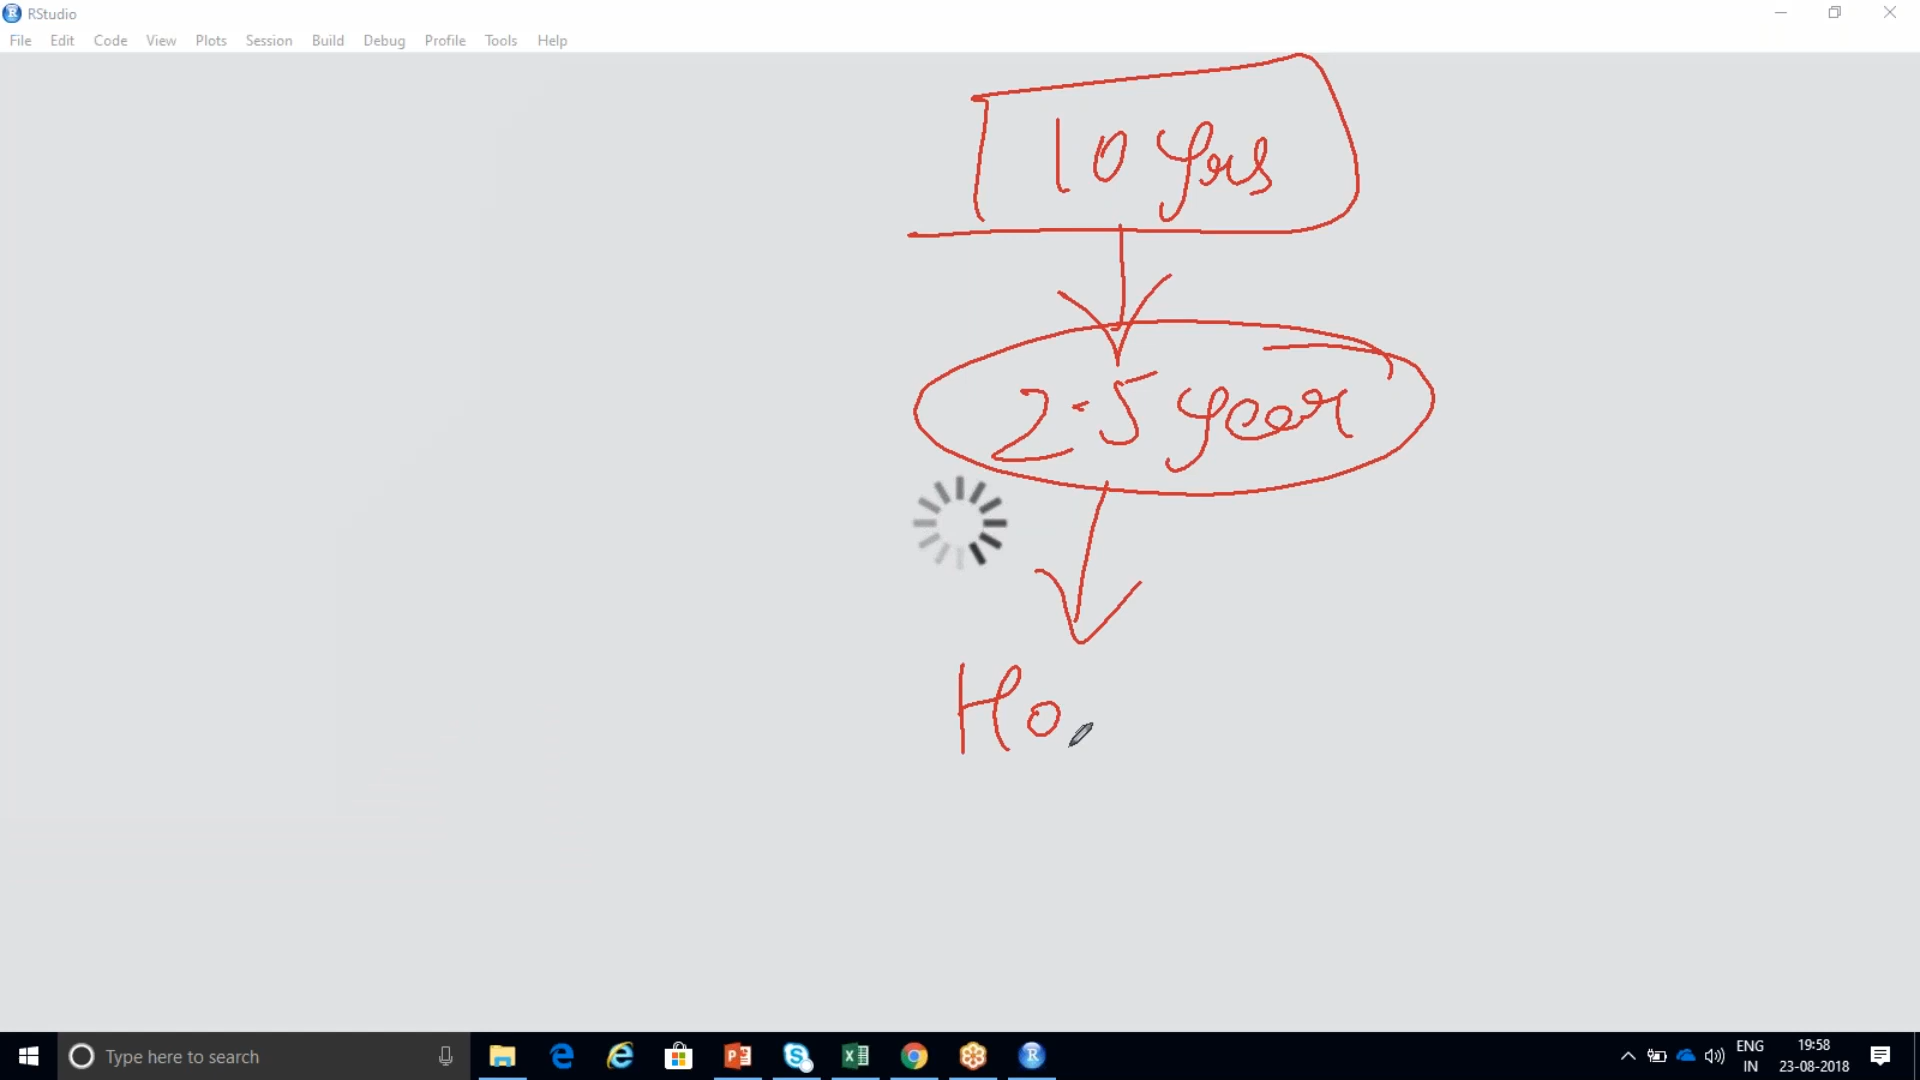 RStudio
File Edit Code View Plots Session Build Debug Profile Tools Help
10 yrs
2.5 year
Ho
Type here to search
ENG
IN
19:58
23-08-2018